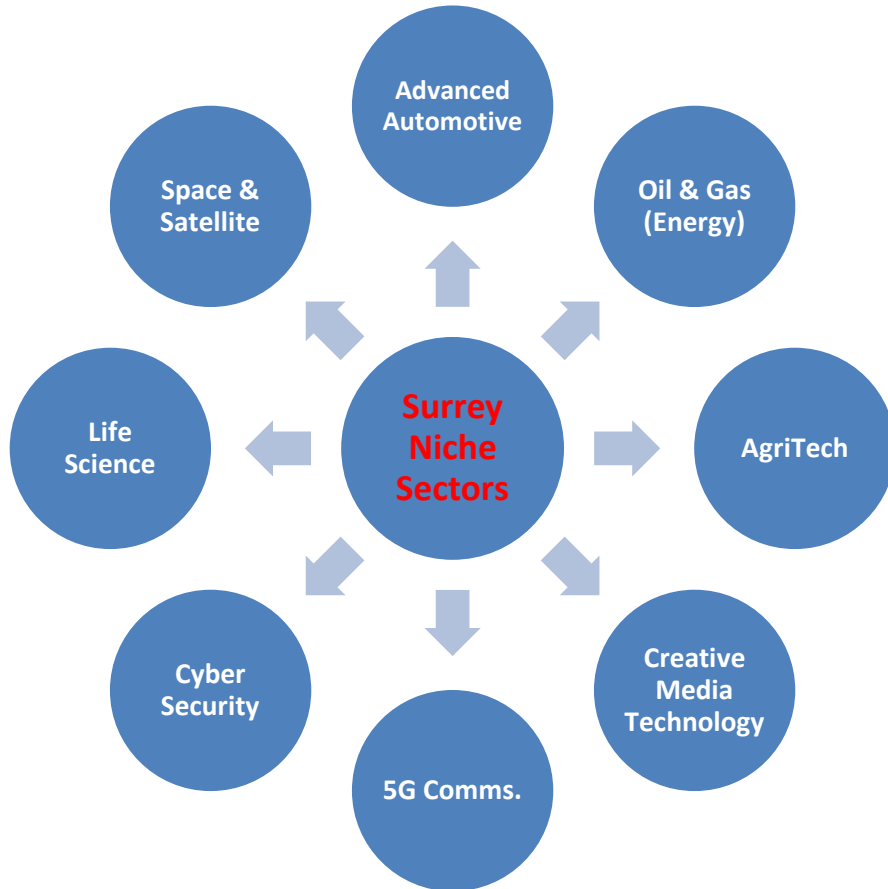 Advanced
Automotive
Space &
Satellite
Oil & Gas
(Energy)
Life
Science
Surrey
Niche
Sectors
AgriTech
Cyber
Security
Creative
Media
Technology
5G Comms.